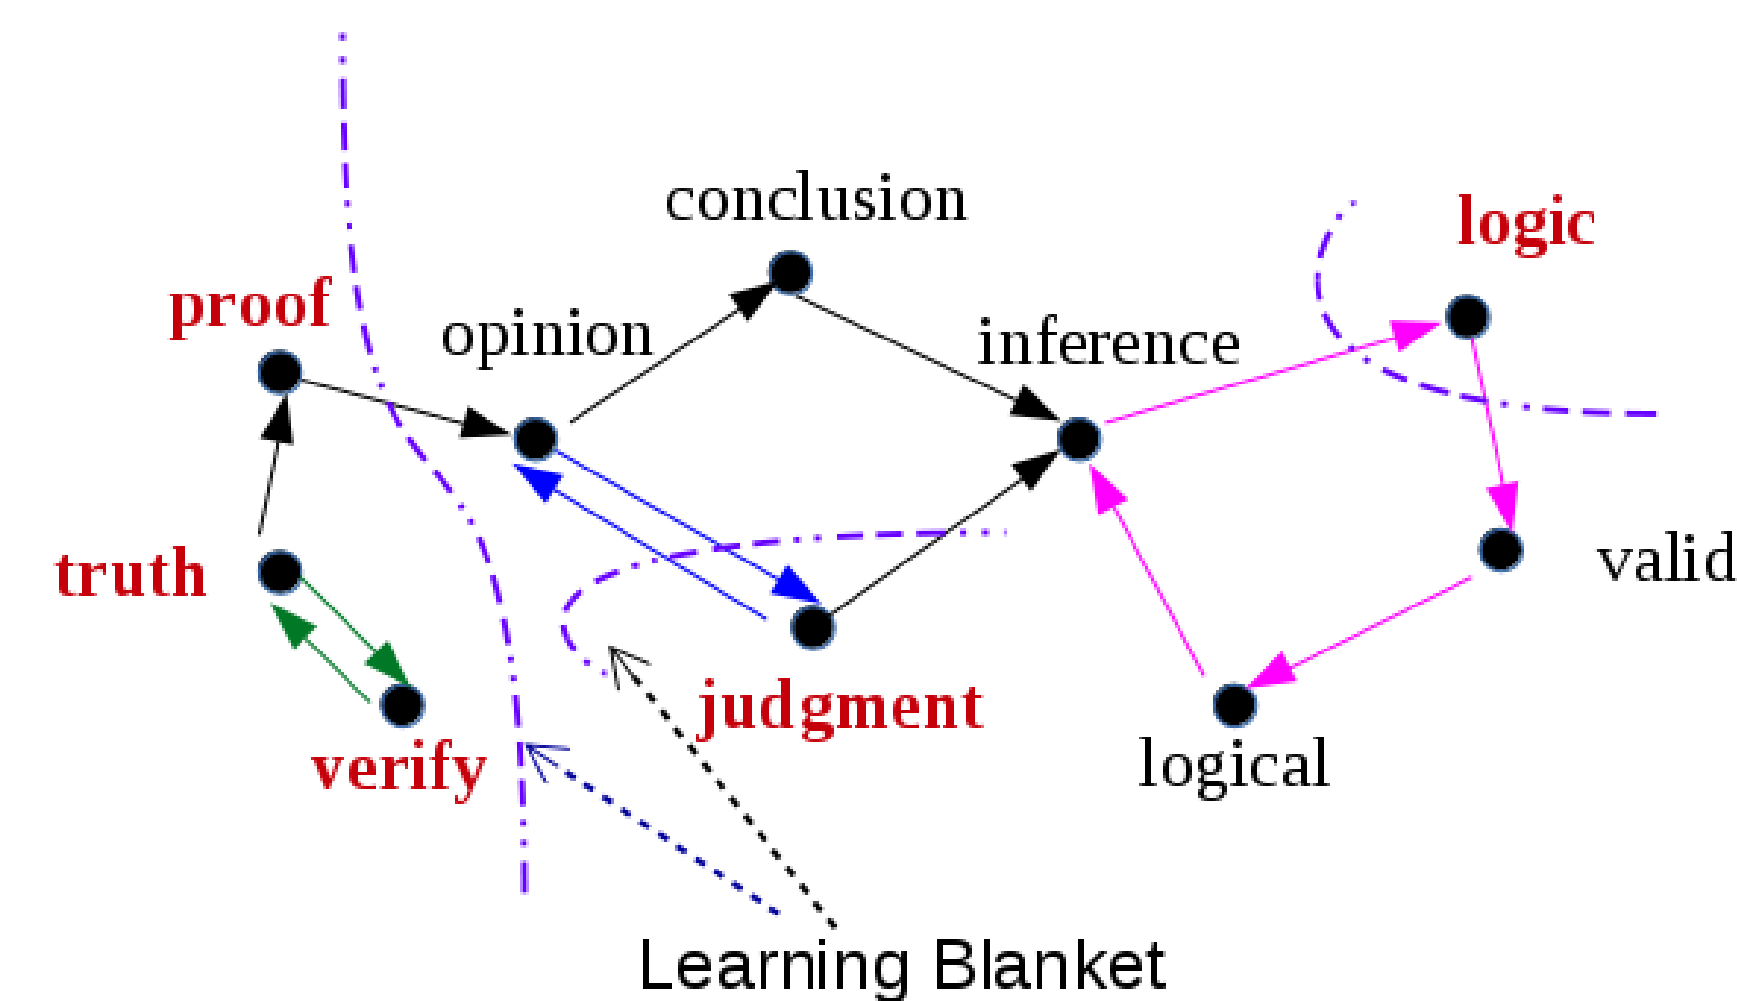 conclusion
logic
proof
opinion
inference
truth
valid
judgment
verify
logical
Learning Blanket